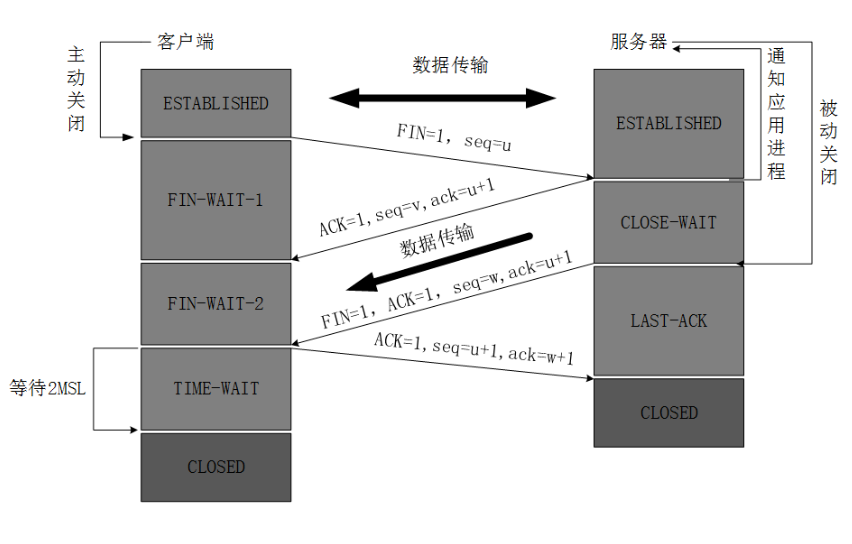 客户端
服务器
主动关闭
数据传输
通知应用进程
被动关闭
ESTABLISHED
ESTABLISHED
FIN=1, seq=u
FIN-WAIT-1
ACK=1,seq=v,ack=u+1
CLOSE-WAIT
数据传输
FIN-WAIT-2
FIN=1, ACK=1, seq=w,ack=u+1
LAST-ACK
ACK=1,seq=u+1,ack=w+1
等待2MSL
TIME-WAIT
CLOSED
CLOSED